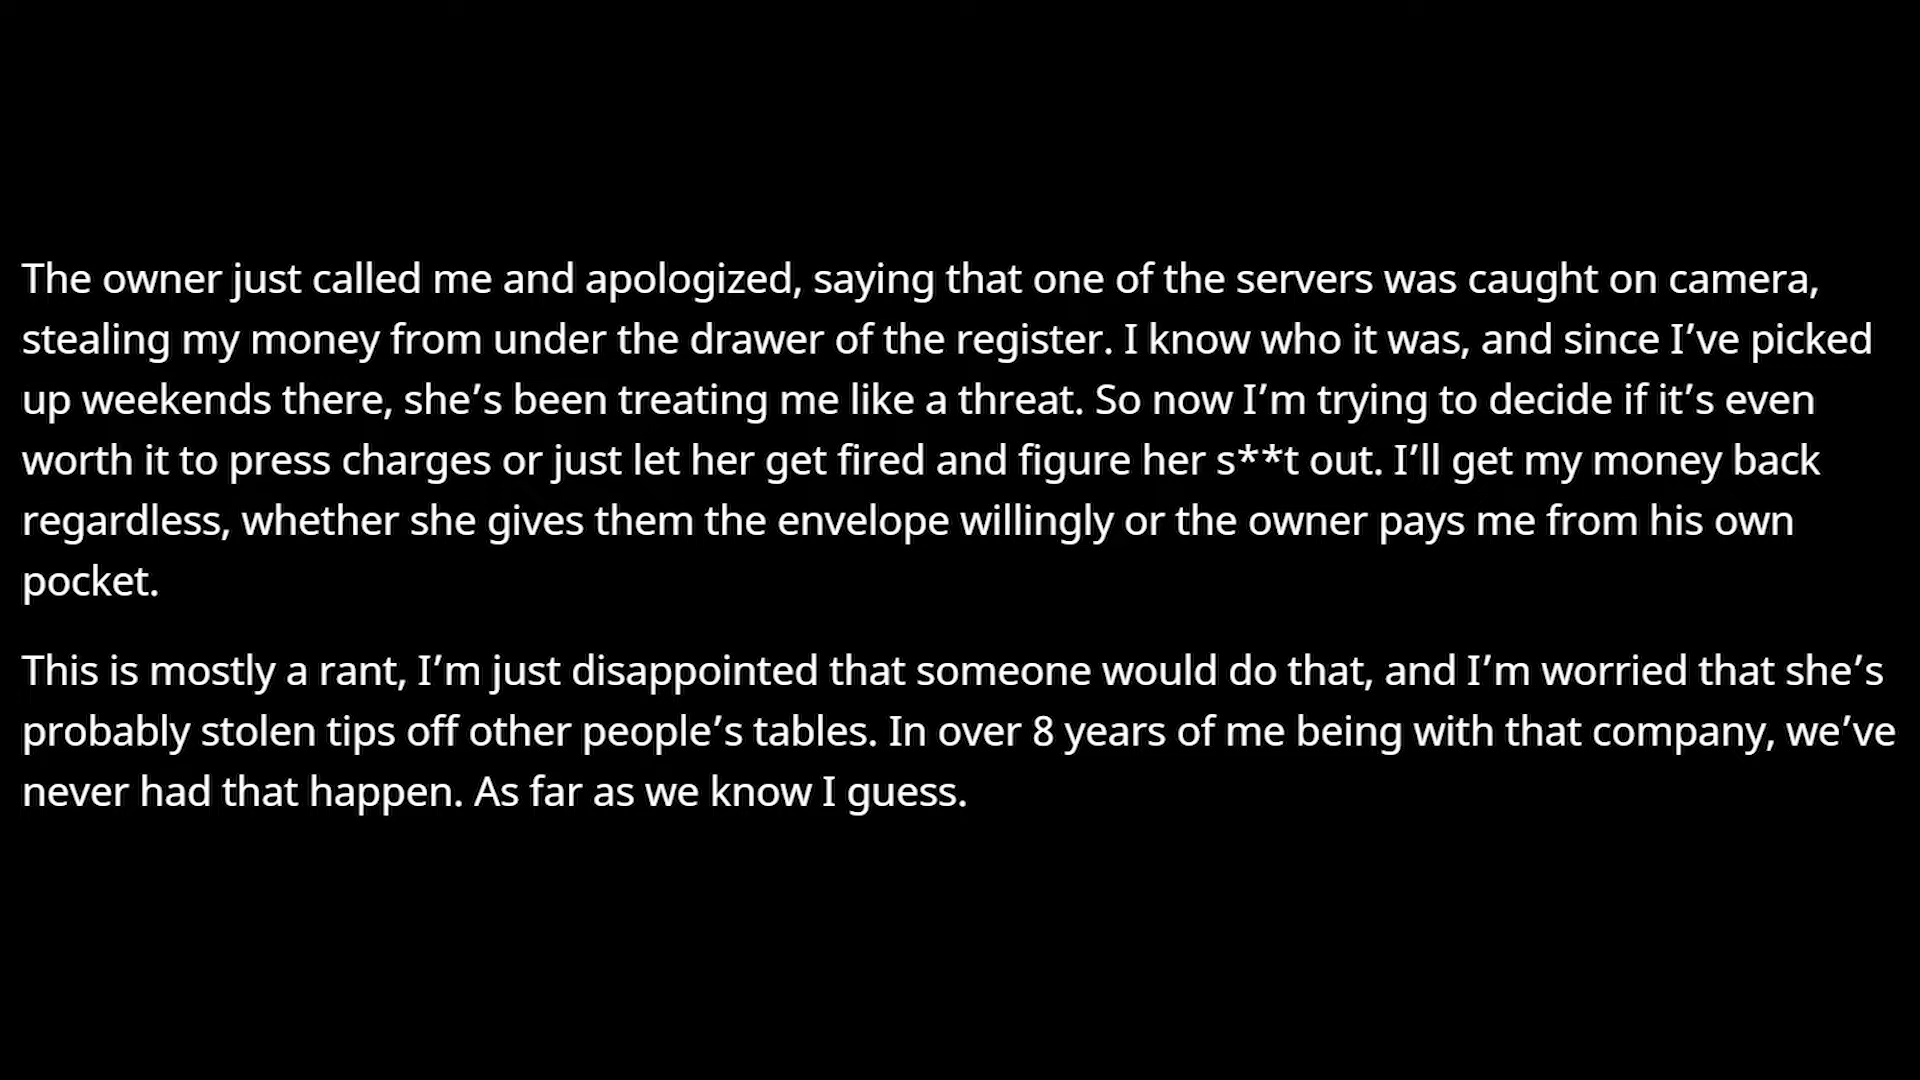 The owner just called me and apologized, saying that one of the servers was caught on camera,
stealing my money from under the drawer of the register. I know who it was, and since I’ve picked
up weekends there, she’s been treating me like a threat. So now I’m trying to decide if it’s even
worth it to press charges or just let her get fired and figure her s**t out. I’ll get my money back
regardless, whether she gives them the envelope willingly or the owner pays me from his own
pocket.
This is mostly a rant, I’m just disappointed that someone would do that, and I’m worried that she’s
probably stolen tips off other people’s tables. In over 8 years of me being with that company, we’ve
never had that happen. As far as we know I guess.